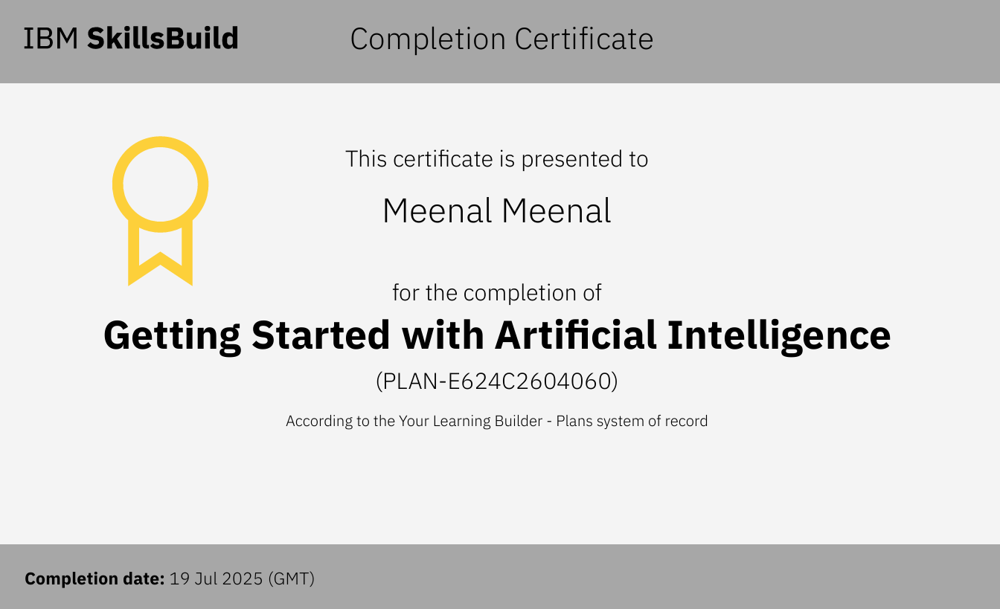 IBM SkillsBuild
Completion Certificate
This certificate is presented to
Meenal Meenal
for the completion of
Getting Started with Artificial Intelligence
(PLAN-E624C2604060)
According to the Your Learning Builder - Plans system of record
Completion date: 19 Jul 2025 (GMT)